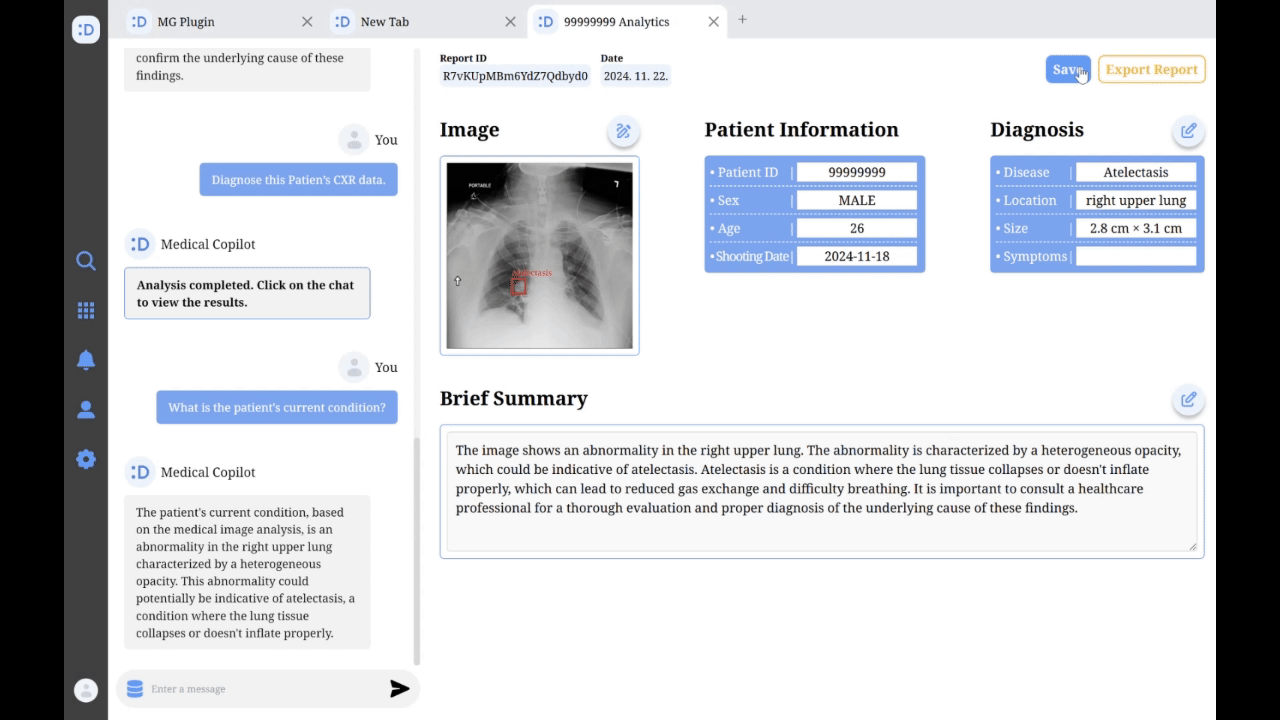 :D
:D MG Plugin
:D New Tab
:D 99999999 Analytics
confirm the underlying cause of these
findings.
You
Diagnose this Patien's CXR data.
:D Medical Copilot
Analysis completed. Click on the chat
to view the results.
You
What is the patient's current condition?
:D Medical Copilot
The patient's current condition, based
on the medical image analysis, is an
abnormality in the right upper lung
characterized by a heterogeneous
opacity. This abnormality could
potentially be indicative of atelectasis, a
condition where the lung tissue
collapses or doesn't inflate properly.
Enter a message
Report ID
R7vKUpMBm6YdZ7Qdbyd0
Date
2024. 11. 22.
Save
Export Report
Image
PORTABLE
Atelectasis
Patient Information
• Patient ID | 99999999
• Sex | MALE
• Age | 26
• Shooting Date | 2024-11-18
Diagnosis
• Disease | Atelectasis
• Location | right upper lung
• Size | 2.8 cm × 3.1 cm
• Symptoms |
Brief Summary
The image shows an abnormality in the right upper lung. The abnormality is characterized by a heterogeneous opacity,
which could be indicative of atelectasis. Atelectasis is a condition where the lung tissue collapses or doesn't inflate
properly, which can lead to reduced gas exchange and difficulty breathing. It is important to consult a healthcare
professional for a thorough evaluation and proper diagnosis of the underlying cause of these findings.